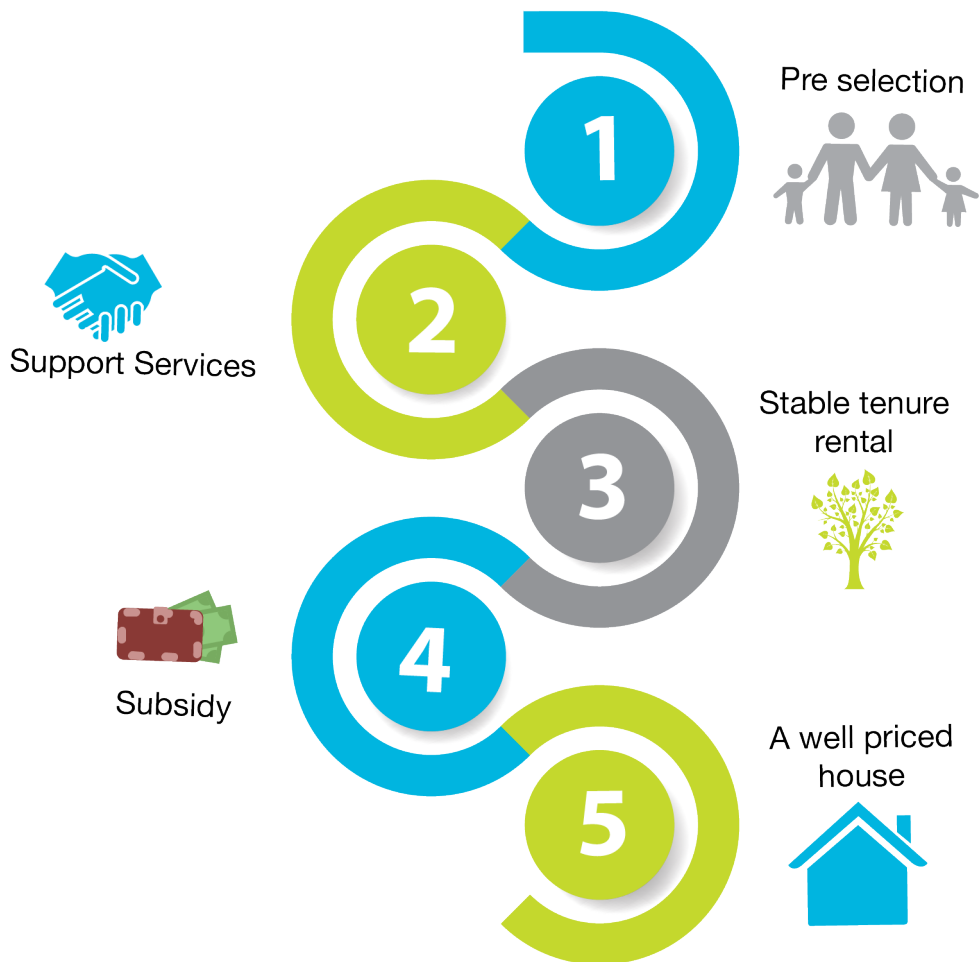 1
Pre selection
2
Support Services
3
Stable tenure
rental
4
Subsidy
5
A well priced
house